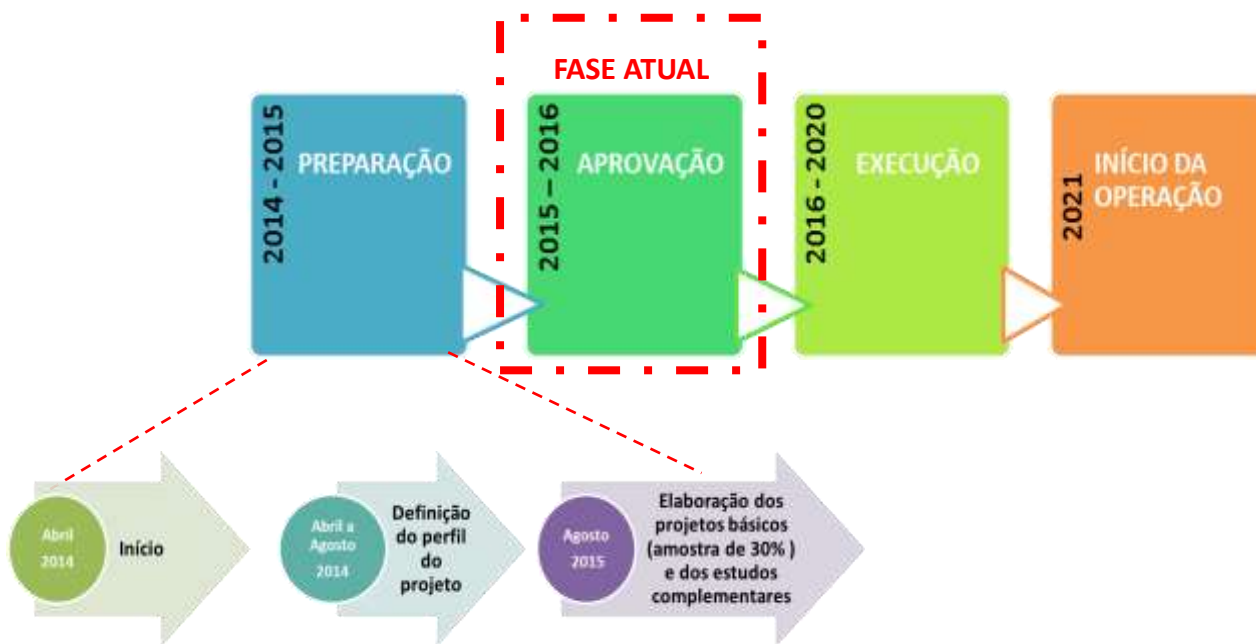 FASE ATUAL
2014 - 2015
PREPARAÇÃO
2015 – 2016
APROVAÇÃO
2016 - 2020
EXECUÇÃO
2021
INÍCIO DA
OPERAÇÃO
Abril
2014
Início
Abril a
Agosto
2014
Definição
do perfil
do
projeto
Agosto
2015
Elaboração dos
projetos básicos
(amostra de 30% )
e dos estudos
complementares